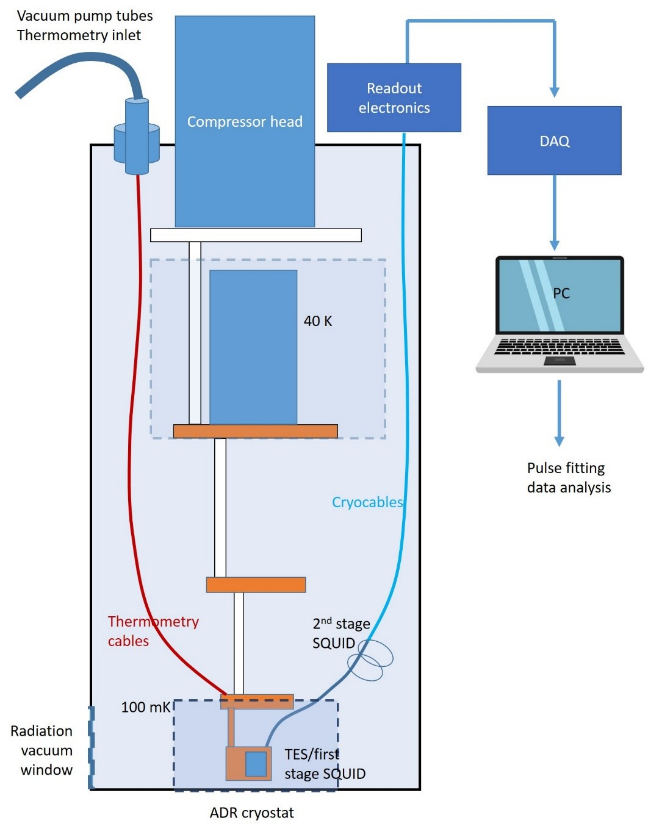 Vacuum pump tubes
Thermometry inlet
Compressor head
Readout
electronics
DAQ
PC
40 K
Pulse fitting
data analysis
Cryocables
Thermometry
cables
2nd stage
SQUID
100 mK
Radiation
vacuum
window
TES/first
stage SQUID
ADR cryostat